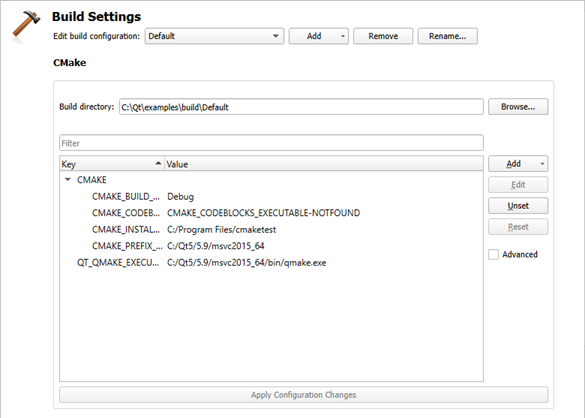 Build Settings
Edit build configuration: Default Add Remove Rename...
CMake
Build directory: C:\Qt\examples\build\Default Browse...
Filter
Key Value Add
CMAKE Edit
CMAKE_BUILD_... Debug
CMAKE_CODEB... CMAKE_CODEBLOCKS_EXECUTABLE-NOTFOUND Unset
CMAKE_INSTAL... C:/Program Files/cmaketest Reset
CMAKE_PREFIX_... C:/Qt5/5.9/msvc2015_64 Advanced
QT_QMAKE_EXECU... C:/Qt5/5.9/msvc2015_64/bin/qmake.exe
Apply Configuration Changes